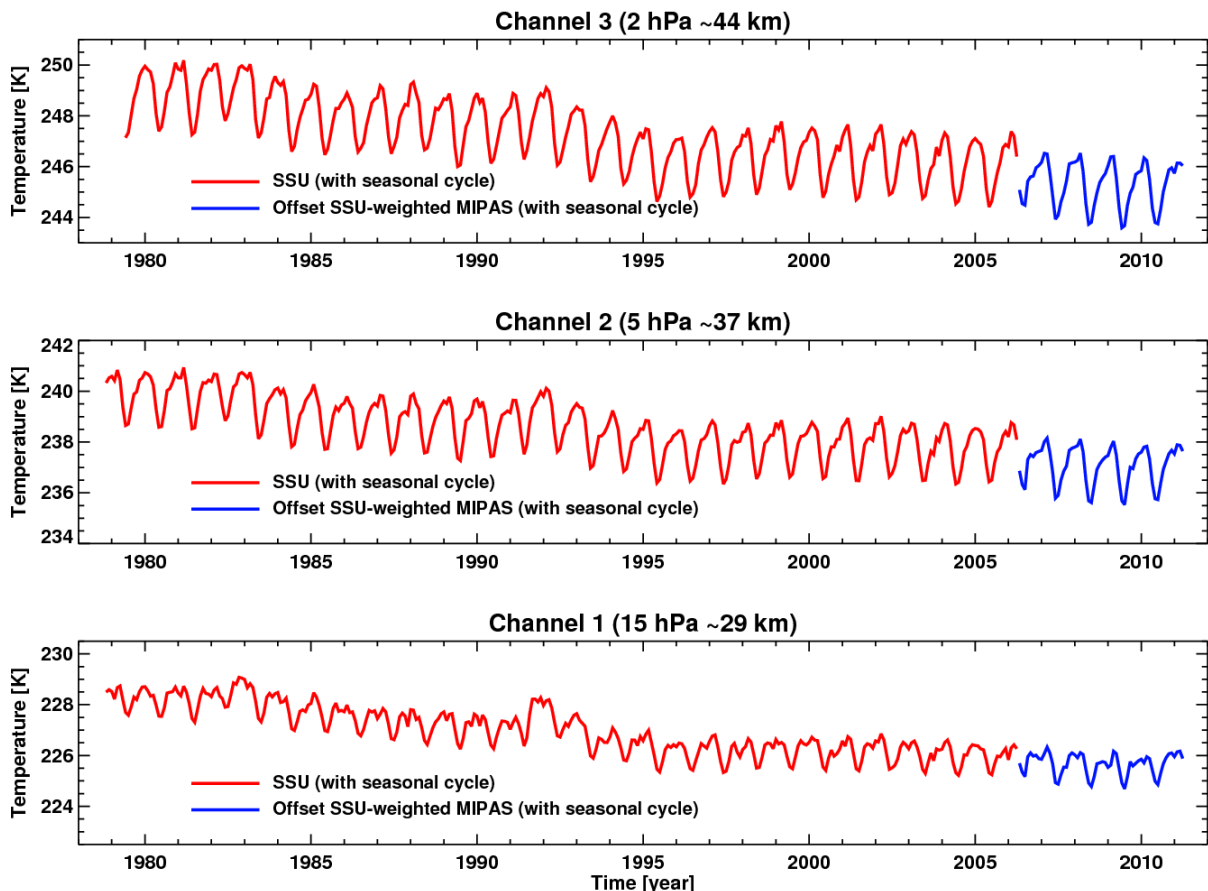 Channel 3 (2 hPa ~44 km)
Temperature [K]
250
248
246
244
SSU (with seasonal cycle)
Offset SSU-weighted MIPAS (with seasonal cycle)
1980 1985 1990 1995 2000 2005 2010
Channel 2 (5 hPa ~37 km)
Temperature [K]
242
240
238
236
234
SSU (with seasonal cycle)
Offset SSU-weighted MIPAS (with seasonal cycle)
1980 1985 1990 1995 2000 2005 2010
Channel 1 (15 hPa ~29 km)
Temperature [K]
230
228
226
224
SSU (with seasonal cycle)
Offset SSU-weighted MIPAS (with seasonal cycle)
1980 1985 1990 1995 2000 2005 2010
Time [year]